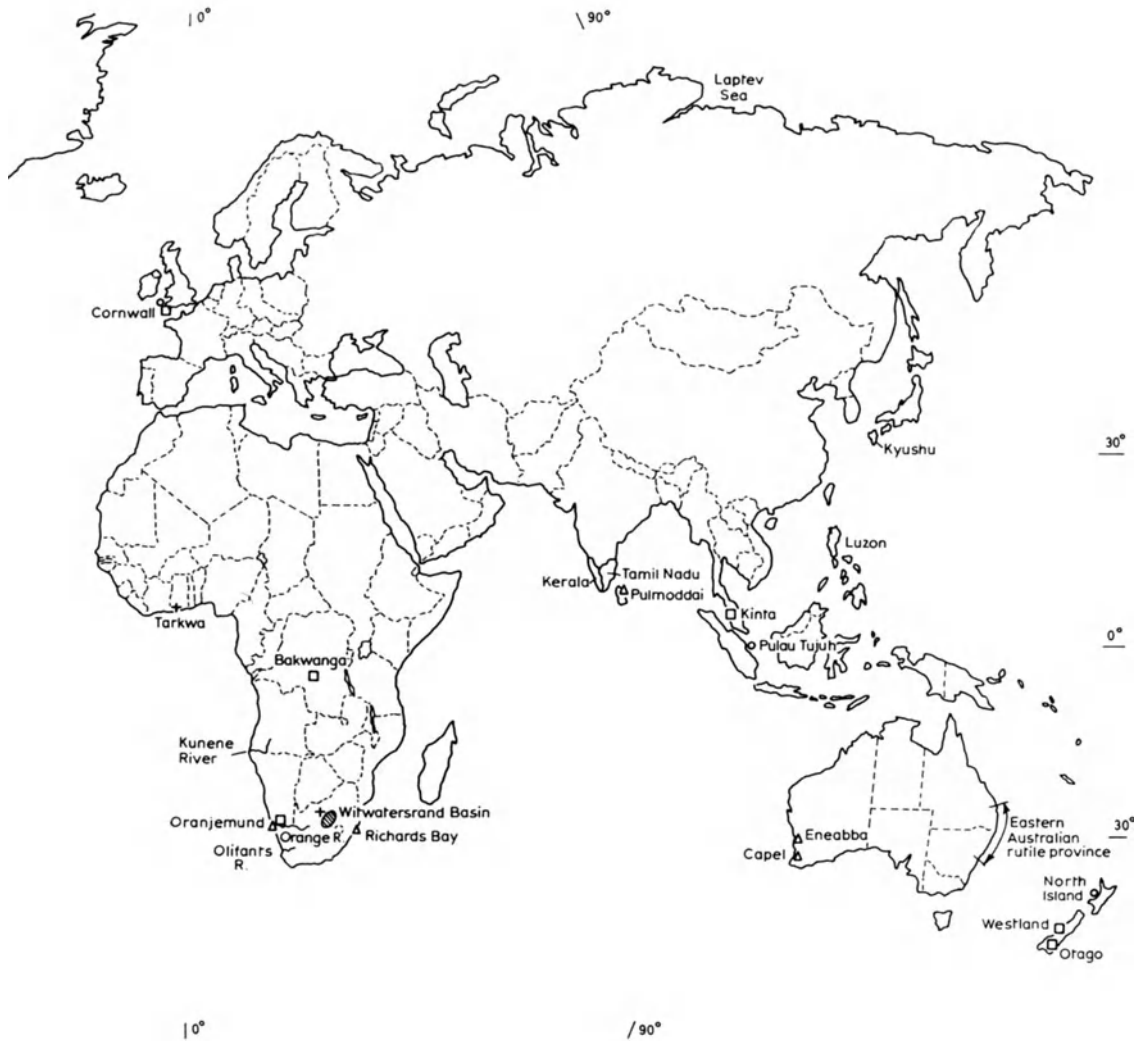 0°
90°
Laptev
Sea
Cornwall
Kyushu
30°
Luzon
Tamil Nadu
Kerala
Pulmoddai
Kinta
Tarkwa
Pulau Tujuh
0°
Bakwanga
Kunene
River
Witwatersrand Basin
Oranjemund
Orange R.
Richards Bay
Olifants
R.
Eneabba
Capel
Eastern
Australian
rutile province
30°
North
Island
Westland
Otago
0°
90°